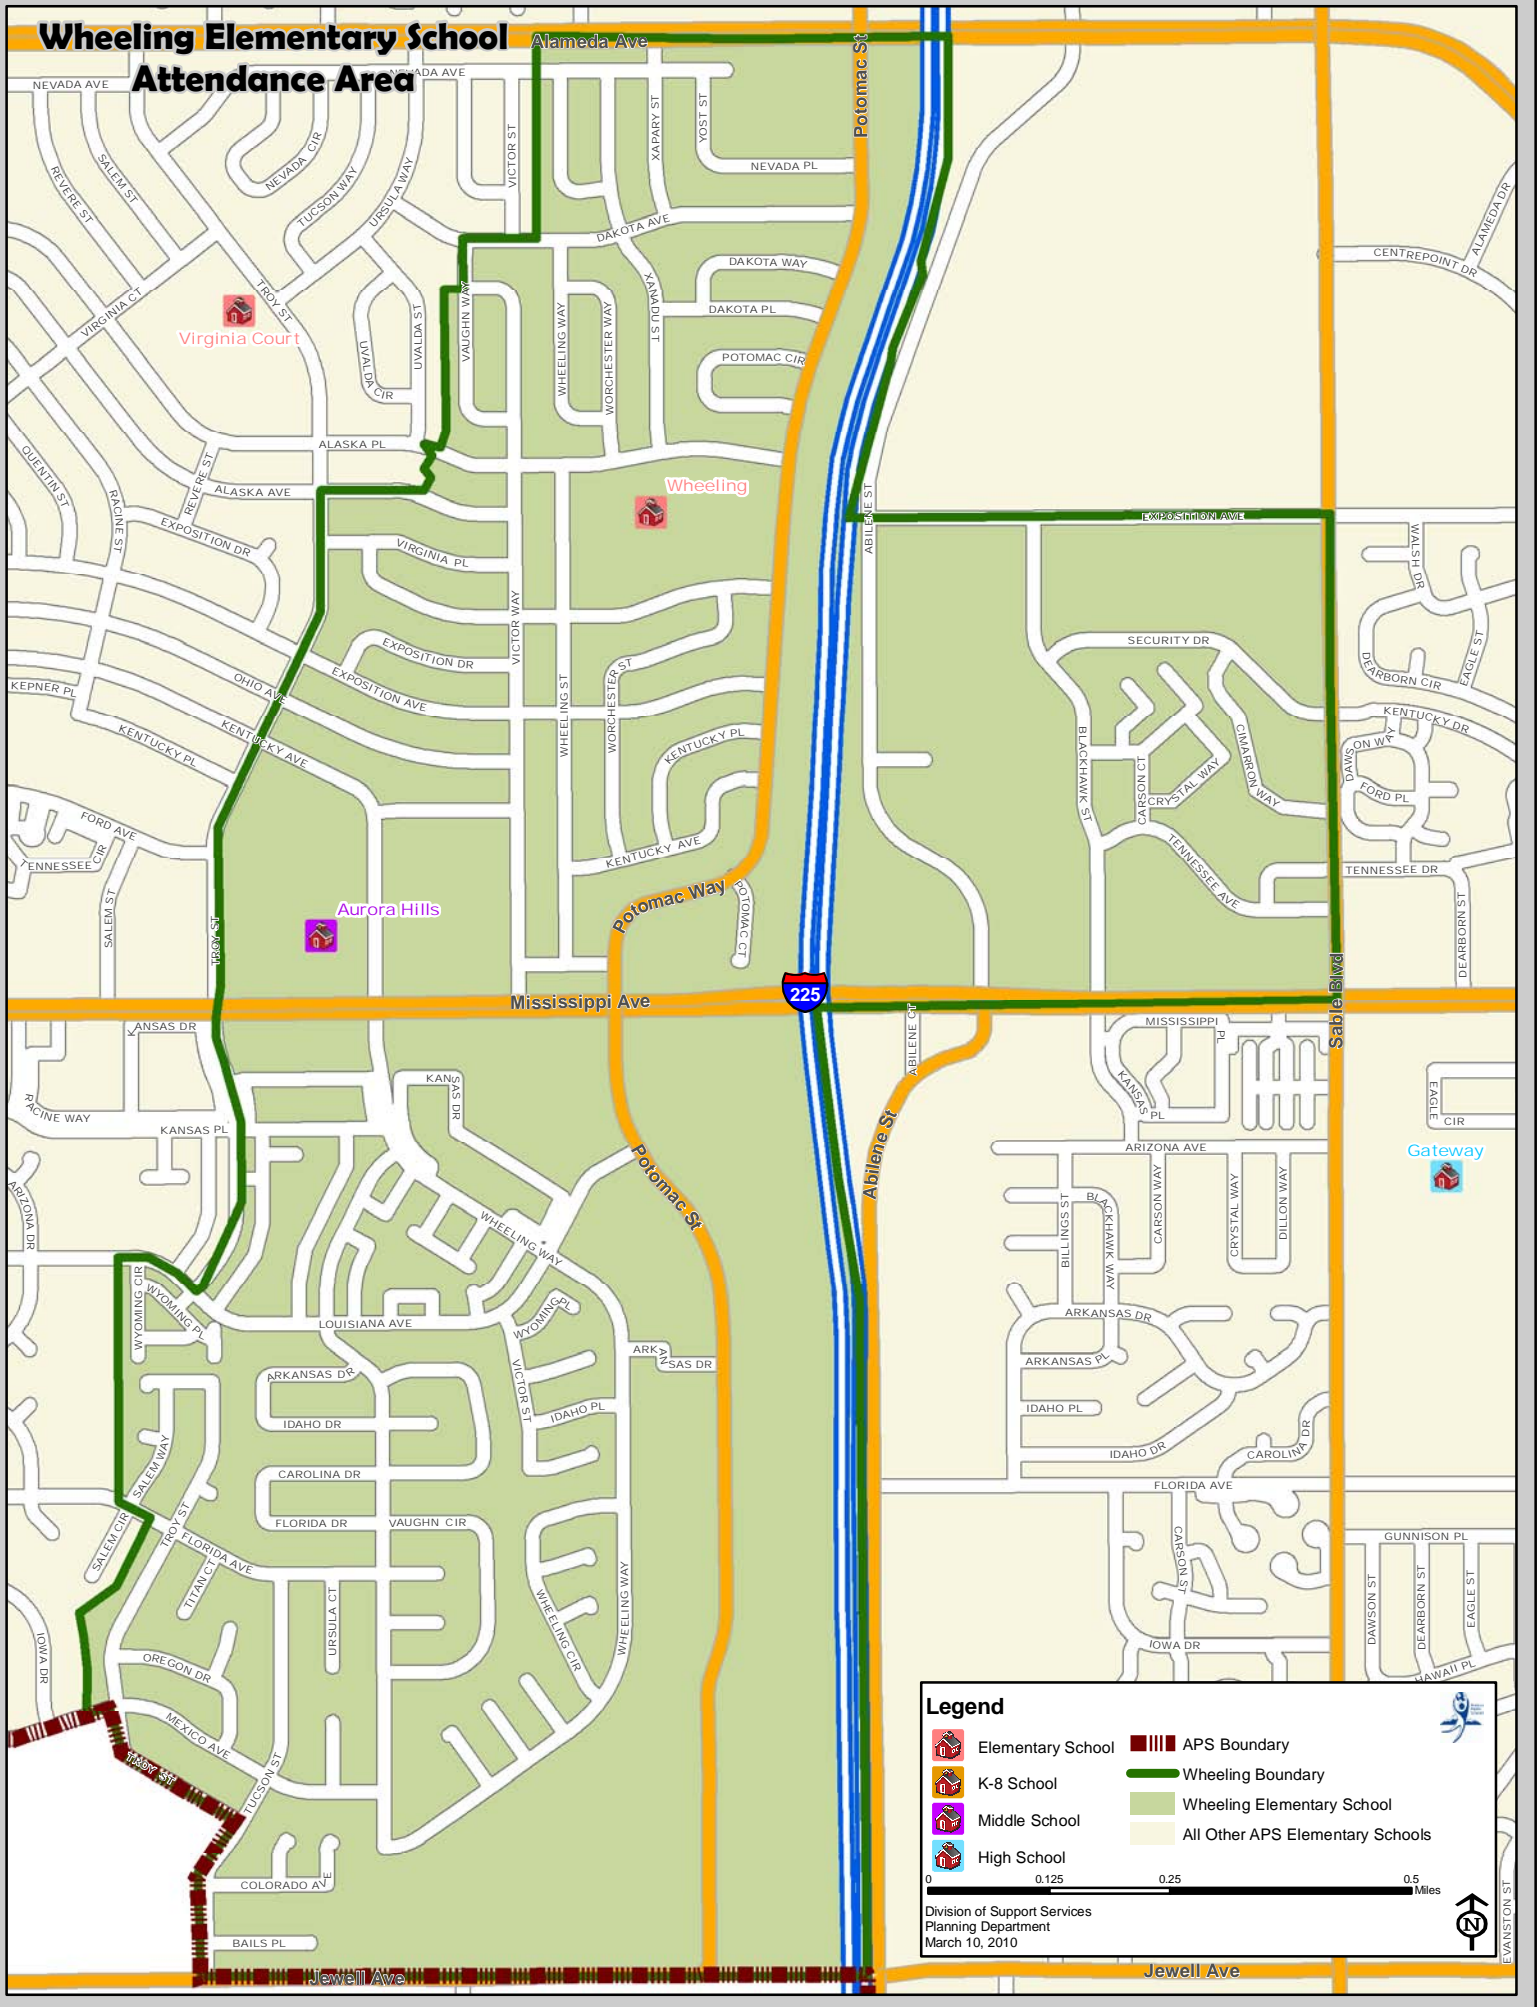 Wheeling Elementary School
Attendance Area
Alameda Ave
NEVADA AVE
NEVADA AVE
Potomac St
REVERE ST
SALEM ST
NEVADA CIR
TUCSON WAY
URSULA WAY
VICTOR ST
XAPARY ST
YOST ST
NEVADA PL
DAKOTA AVE
ALAMEDA DR
CENTREPOINT DR
VIRGINIA CT
TROY ST
Virginia Court
UVALDA CIR
UVALDA ST
VAUGHN WAY
WHEELING WAY
WORCHESTER WAY
XANADU ST
DAKOTA WAY
DAKOTA PL
POTOMAC CIR
QUENTIN ST
ALASKA PL
REVERE ST
ALASKA AVE
RACINE ST
EXPOSITION DR
Wheeling
ABILENE ST
EXPOSITION AVE
VIRGINIA PL
VICTOR WAY
WALSH DR
EAGLE ST
DEARBORN CIR
SECURITY DR
KEPNER PL
OHIO AVE
EXPOSITION DR
EXPOSITION AVE
WHEELING ST
WORCHESTER ST
KENTUCKY PL
KENTUCKY AVE
KENTUCKY PL
KENTUCKY DR
DAWSON WAY
FORD PL
BLACKHAWK ST
CARSON CT
CRYSTAL WAY
CIMARRON WAY
TENNESSEE AVE
TENNESSEE DR
FORD AVE
TENNESSEE CIR
SALEM ST
TROY ST
KENTUCKY AVE
Potomac Way
POTOMAC CT
Aurora Hills
DEARBORN ST
Sable Blvd
Mississippi Ave
225
ABILENE CT
MISSISSIPPI PL
KANSAS DR
KANSAS DR
RACINE WAY
KANSAS PL
KANSAS PL
EAGLE CIR
ARIZONA AVE
Gateway
ARIZONA DR
Potomac St
Abilene St
WHEELING WAY
BILLINGS ST
BLACKHAWK WAY
CARSON WAY
CRYSTAL WAY
DILLON WAY
WYOMING CIR
WYOMING PL
LOUISIANA AVE
WYOMING PL
ARKANSAS DR
ARKANSAS DR
ARKANSAS DR
ARKANSAS PL
VICTOR ST
IDAHO PL
IDAHO PL
IDAHO DR
IDAHO DR
CAROLINA DR
CAROLINA DR
SALEM WAY
FLORIDA AVE
FLORIDA DR
VAUGHN CIR
SALEM CIR
TROY ST
FLORIDA AVE
TITAN CT
URSULA CT
WHEELING CIR
WHEELING WAY
CARSON ST
GUNNISON PL
DAWSON ST
DEARBORN ST
EAGLE ST
IOWA DR
IOWA DR
HAWAII PL
OREGON DR
MEXICO AVE
TROY ST
TUCSON ST
COLORADO AVE
BAILS PL
Jewell Ave
Jewell Ave
EVANSTON ST
Legend
Elementary School
K-8 School
Middle School
High School
APS Boundary
Wheeling Boundary
Wheeling Elementary School
All Other APS Elementary Schools
0 0.125 0.25 0.5
Miles
Division of Support Services
Planning Department
March 10, 2010
N